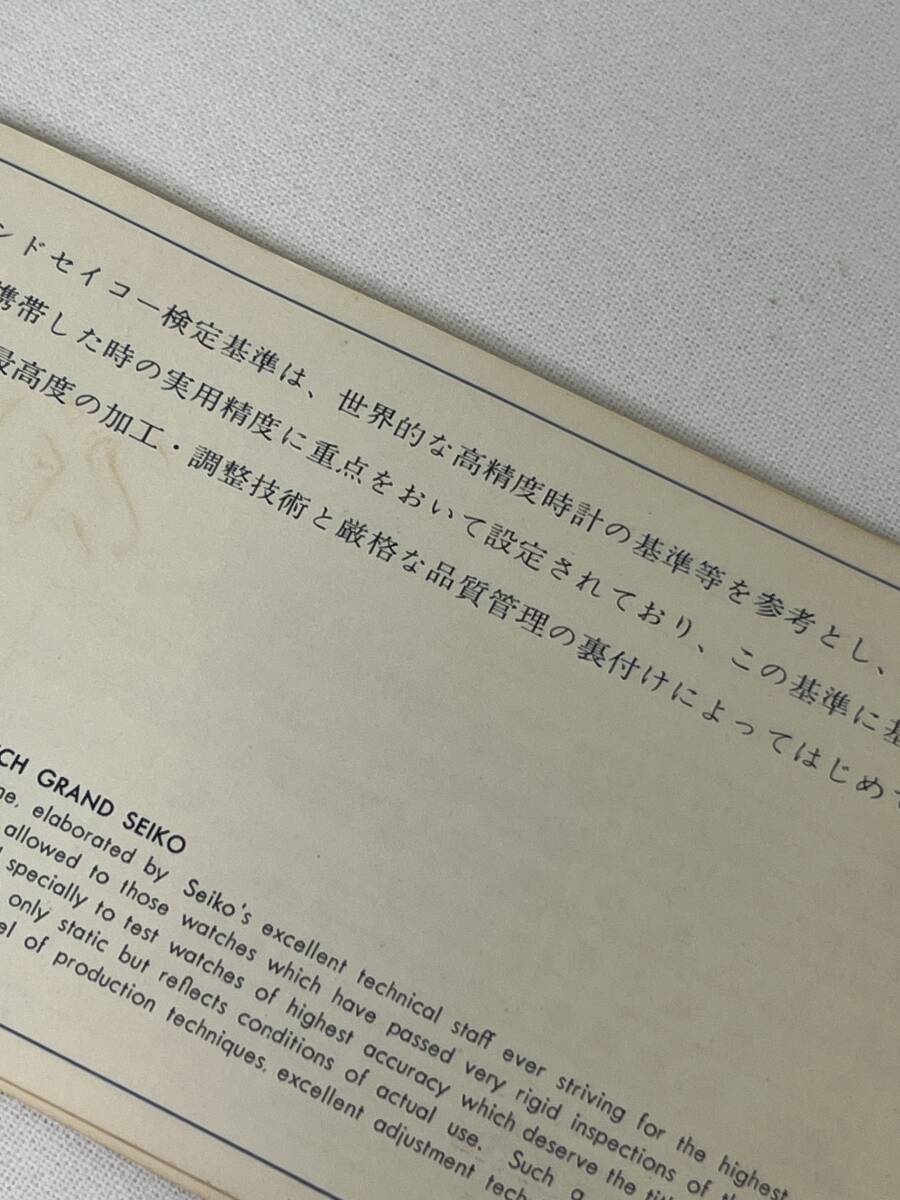 ンドセイコー検定基準は、世界的な高精度時計の基準等を参考とし、
携帯した時の実用精度に重点をおいて設定されており、この基準に基
最高度の加工・調整技術と厳格な品質管理の裏付けによってはじめて
GRAND SEIKO
elaborated by Seiko's excellent technical staff ever striving for the highest
allowed to those watches which have passed very rigid inspections of
specially to test watches of highest accuracy which deserve the
only static but reflects conditions of actual use. Such a
of production techniques, excellent adjustment